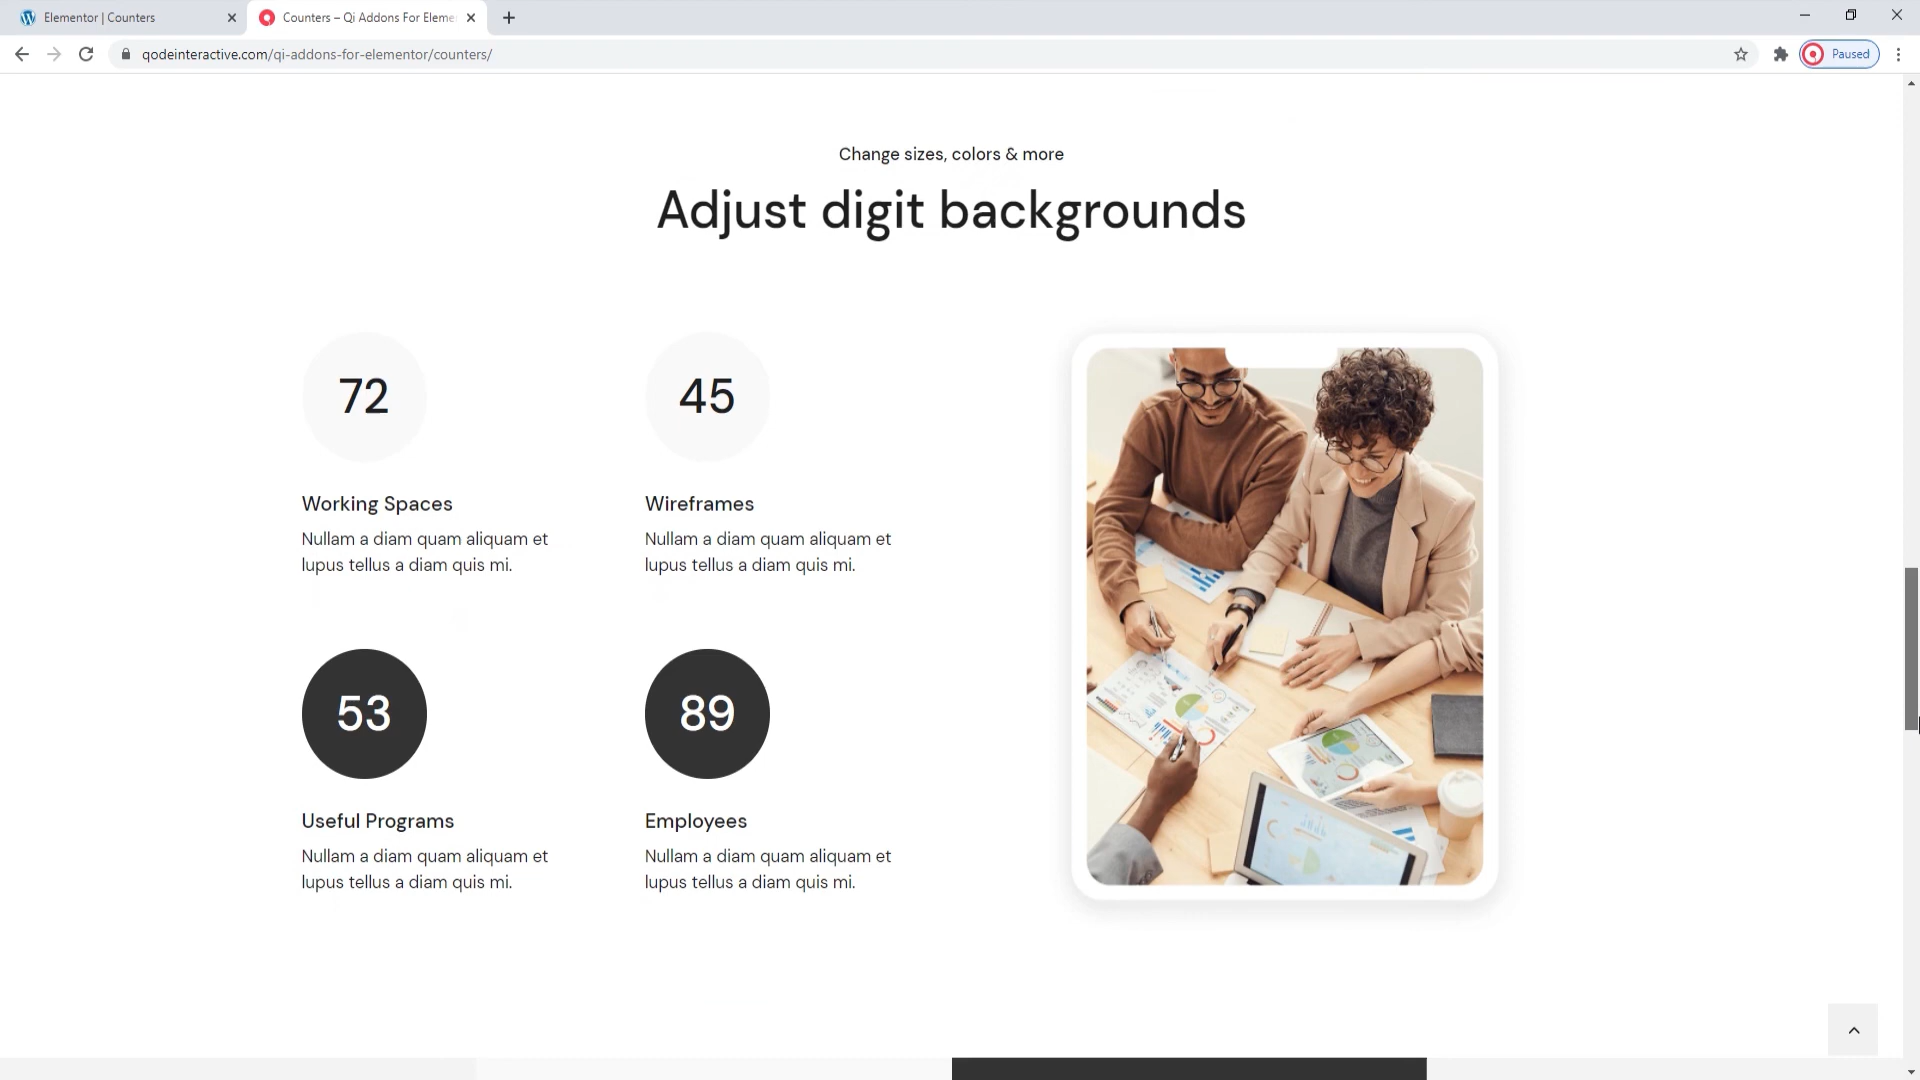 Elementor | Counters
Counters – Qi Addons For Eleme
qodeinteractive.com/qi-addons-for-elementor/counters/
Paused
Change sizes, colors & more
Adjust digit backgrounds
72
45
Working Spaces
Wireframes
Nullam a diam quam aliquam et
lupus tellus a diam quis mi.
Nullam a diam quam aliquam et
lupus tellus a diam quis mi.
53
89
Useful Programs
Employees
Nullam a diam quam aliquam et
lupus tellus a diam quis mi.
Nullam a diam quam aliquam et
lupus tellus a diam quis mi.